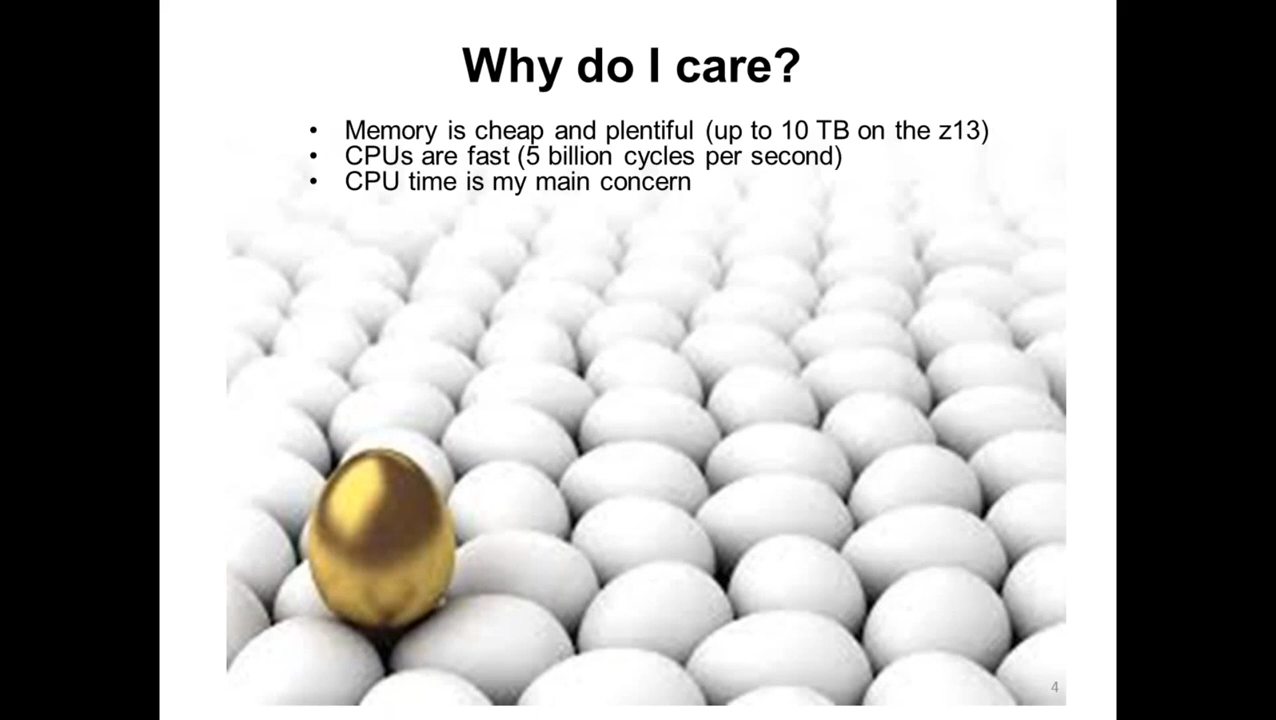 Why do I care?
• Memory is cheap and plentiful (up to 10 TB on the z13)
• CPUs are fast (5 billion cycles per second)
• CPU time is my main concern
4